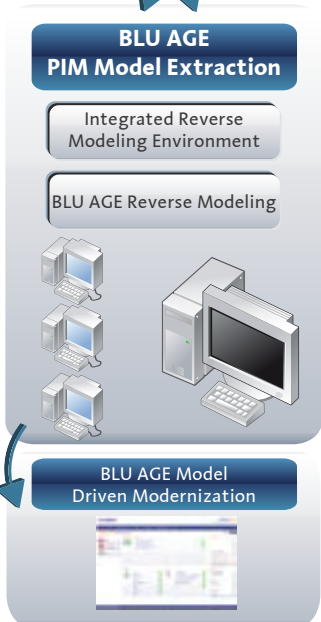 BLU AGE
PIM Model Extraction
Integrated Reverse
Modeling Environment
BLU AGE Reverse Modeling
BLU AGE Model
Driven Modernization